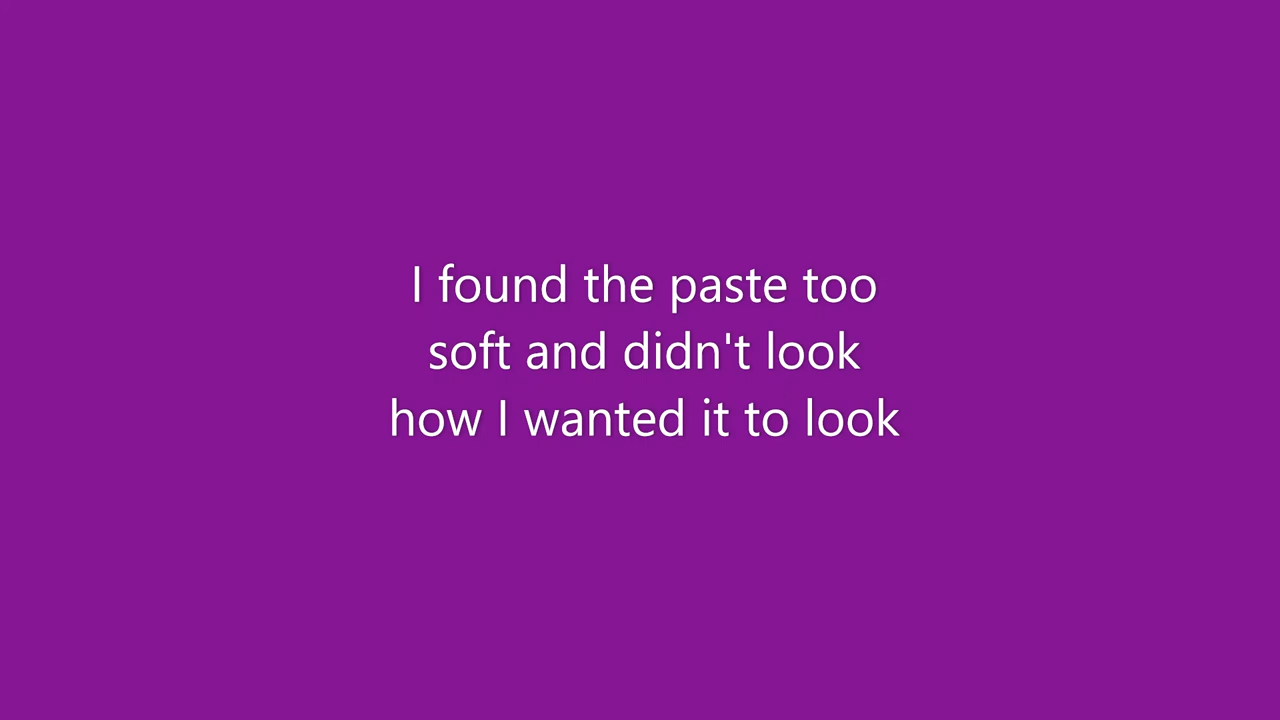 I found the paste too
soft and didn't look
how I wanted it to look